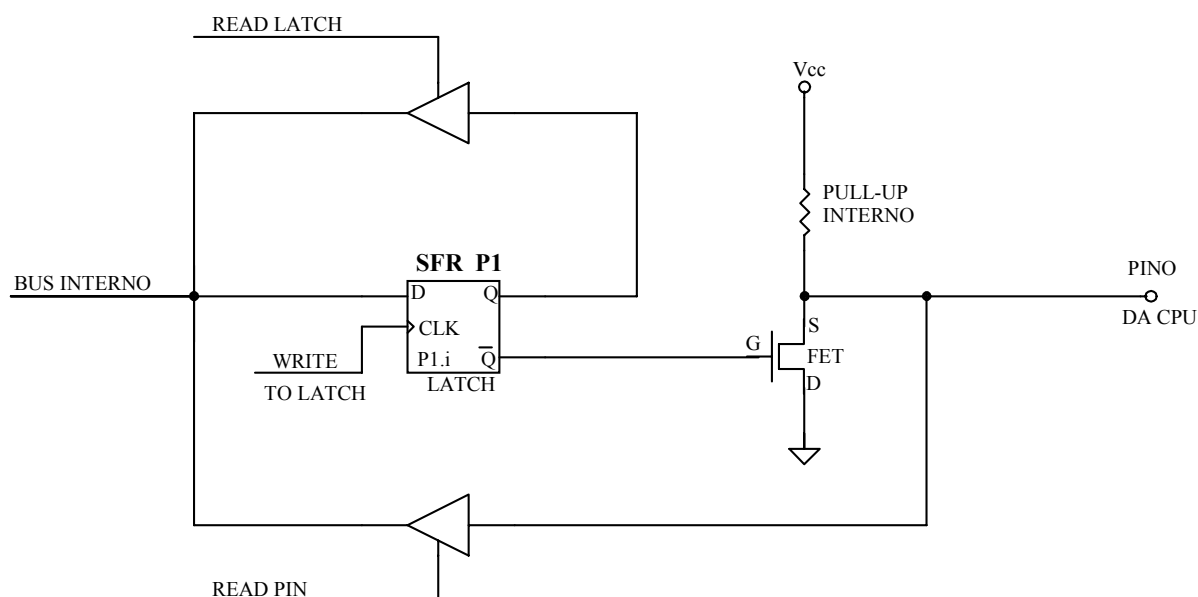 READ LATCH
Vcc
PULL-UP
INTERNO
SFR P1
BUS INTERNO
D
Q
PINO
CLK
DA CPU
S
G
FET
WRITE
P1.i
Q̅
TO LATCH
LATCH
D
READ PIN